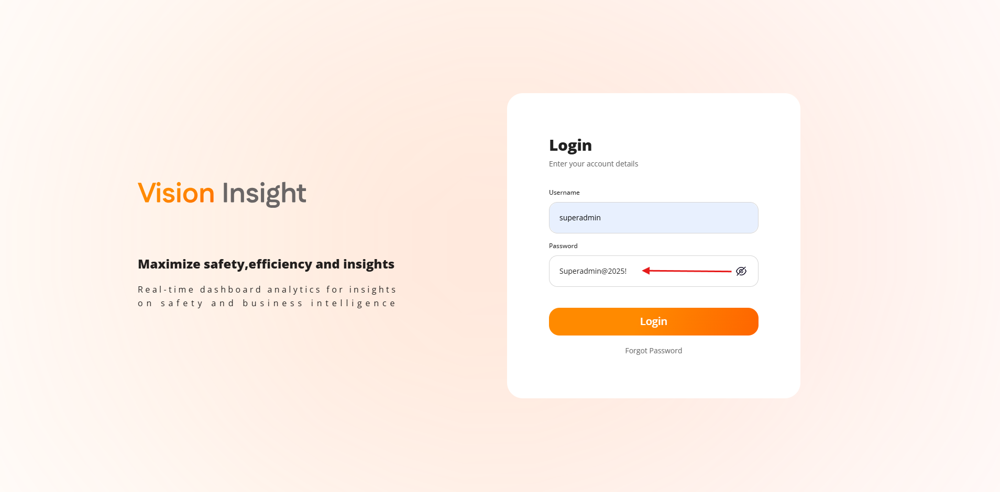 Vision Insight
Maximize safety,efficiency and insights
Real-time dashboard analytics for insights
on safety and business intelligence
Login
Enter your account details
Username
superadmin
Password
Superadmin@2025!
Login
Forgot Password